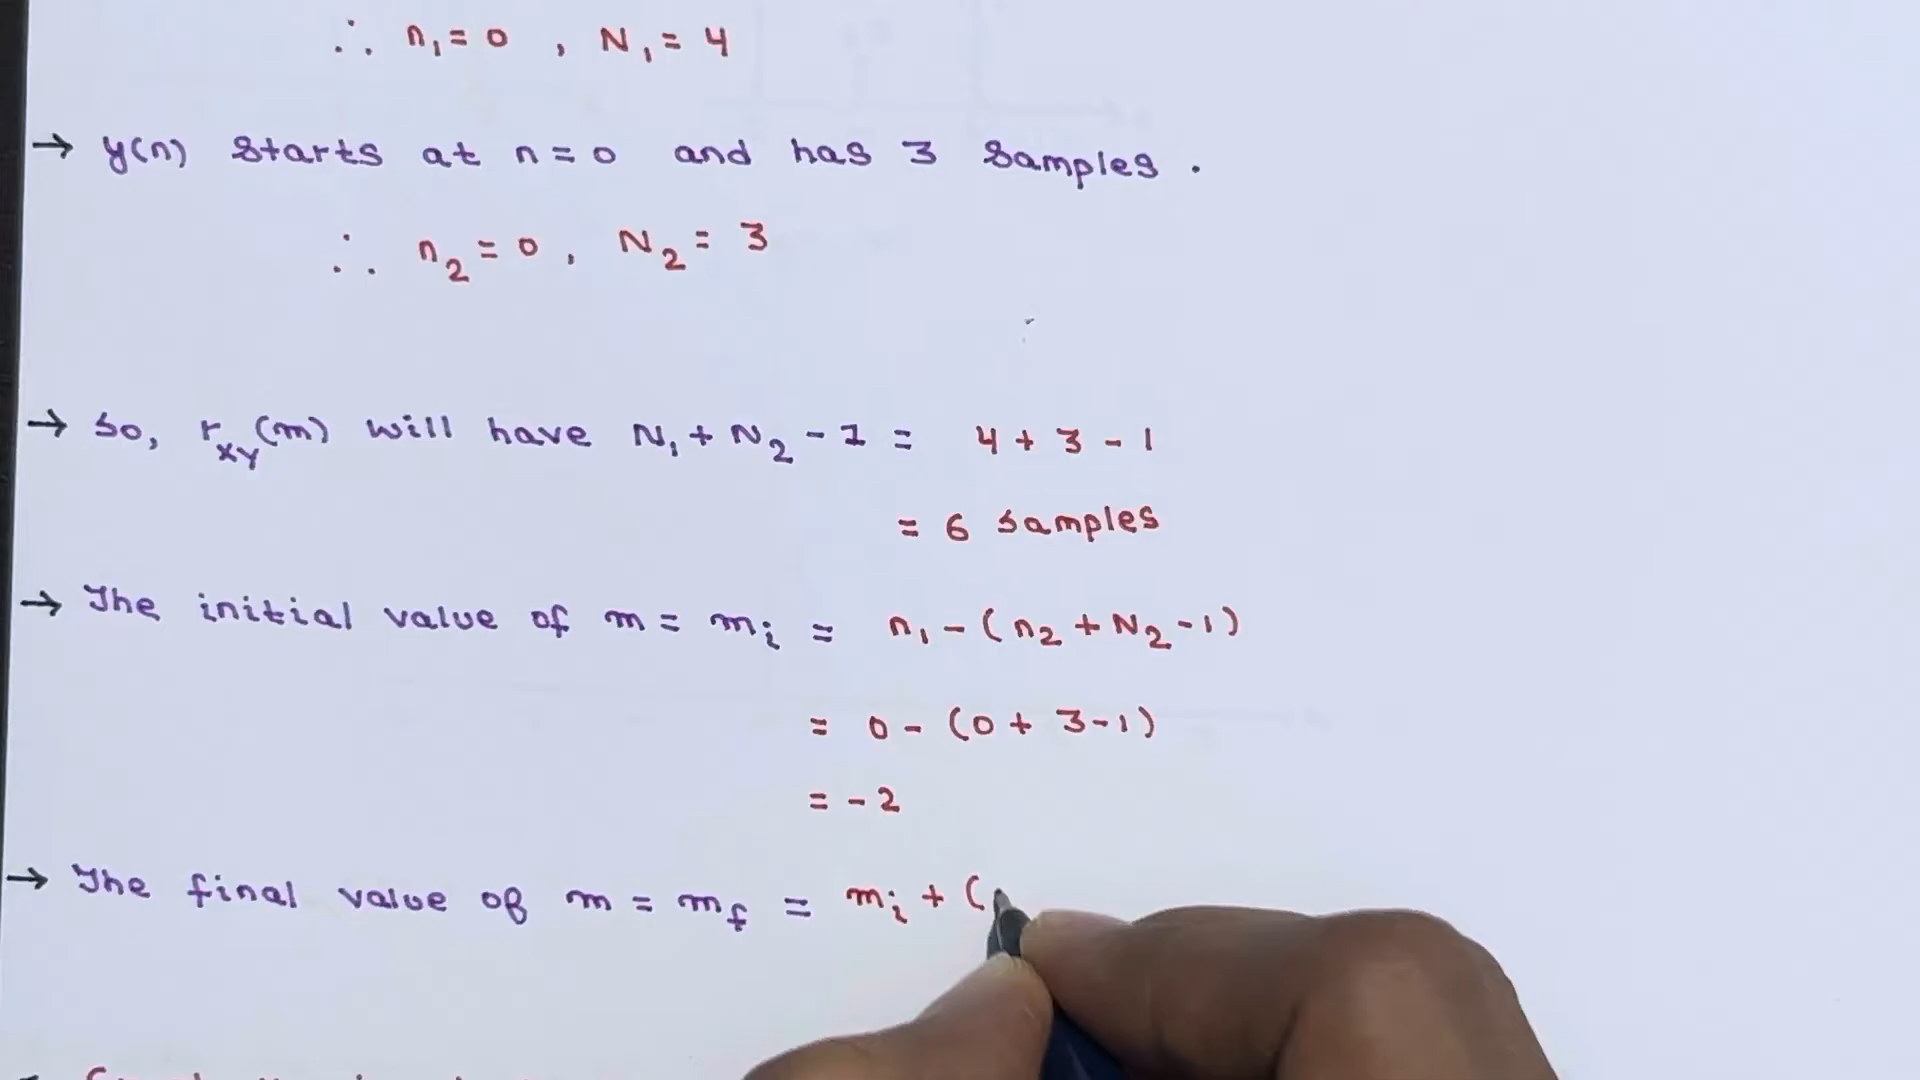 ∴ n₁ = 0 , N₁ = 4
→ y(n) starts at n = 0 and has 3 samples .
∴ n₂ = 0 , N₂ = 3
→ so, rₓᵧ(m) will have N₁ + N₂ - 1 = 4 + 3 - 1
= 6 samples
→ The initial value of m = mᵢ = n₁ - (n₂ + N₂ - 1)
= 0 - (0 + 3 - 1)
= -2
→ The final value of m = m_f = mᵢ + (